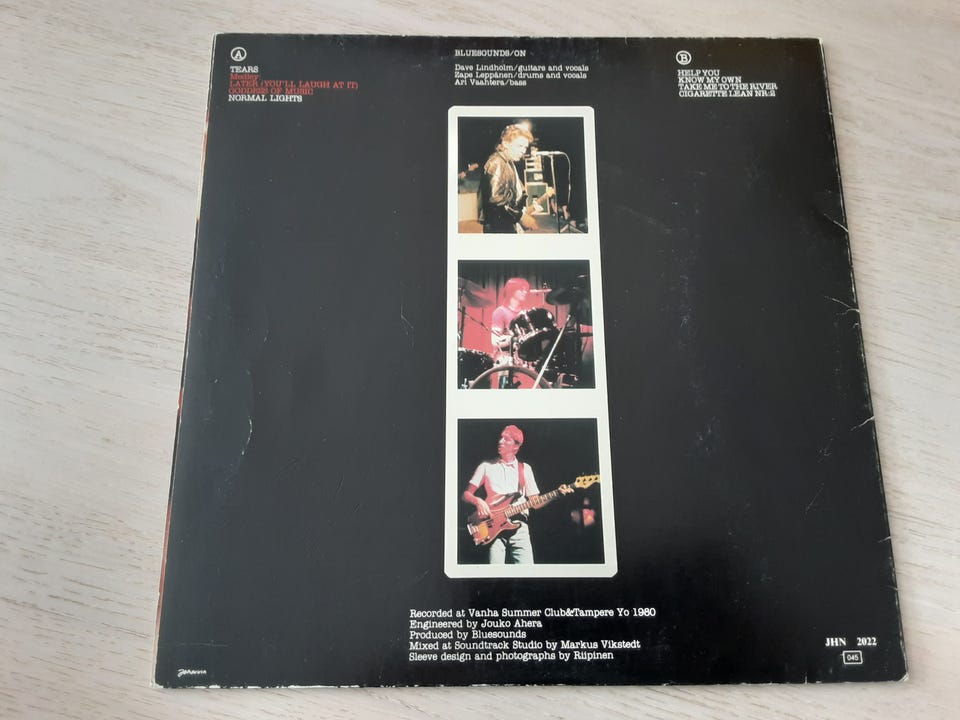 A
TEARS
Medley:
LATER (YOU'LL LAUGH AT IT)
GODDESS OF MUSIC
NORMAL LIGHTS
BLUESOUNDS/ON
Dave Lindholm/guitars and vocals
Zape Leppänen/drums and vocals
Ari Vaahtera/bass
B
HELP YOU
KNOW MY OWN
TAKE ME TO THE RIVER
CIGARETTE LEAN NR:2
Recorded at Vanha Summer Club&Tampere Yo 1980
Engineered by Jouko Ahera
Produced by Bluesounds
Mixed at Soundtrack Studio by Markus Vikstedt
Sleeve design and photographs by Riipinen
Johanna
JHN 2022
045